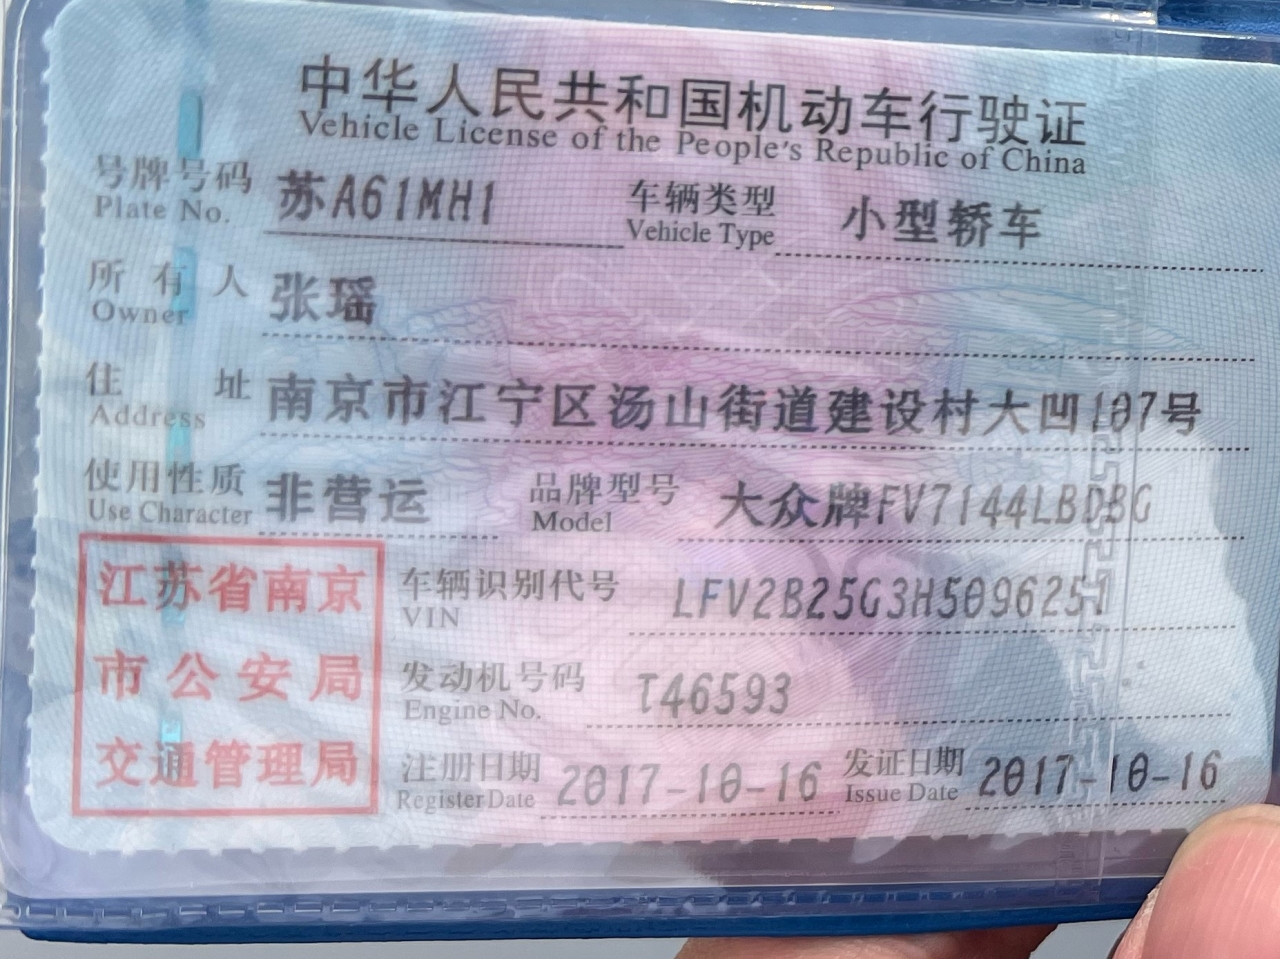 中华人民共和国机动车行驶证
Vehicle License of the People's Republic of China
号牌号码 苏A61MH1 车辆类型 小型轿车
Plate No. Vehicle Type
所有人 张瑶
Owner
住址 南京市江宁区汤山街道建设村大凹107号
Address
使用性质 非营运 品牌型号 大众牌FV7144LBDBG
Use Character Model
江苏省南京
市公安局
交通管理局
车辆识别代号 LFV2B25G3H5096251
VIN
发动机号码 T46593
Engine No.
注册日期 2017-10-16 发证日期 2017-10-16
Register Date Issue Date